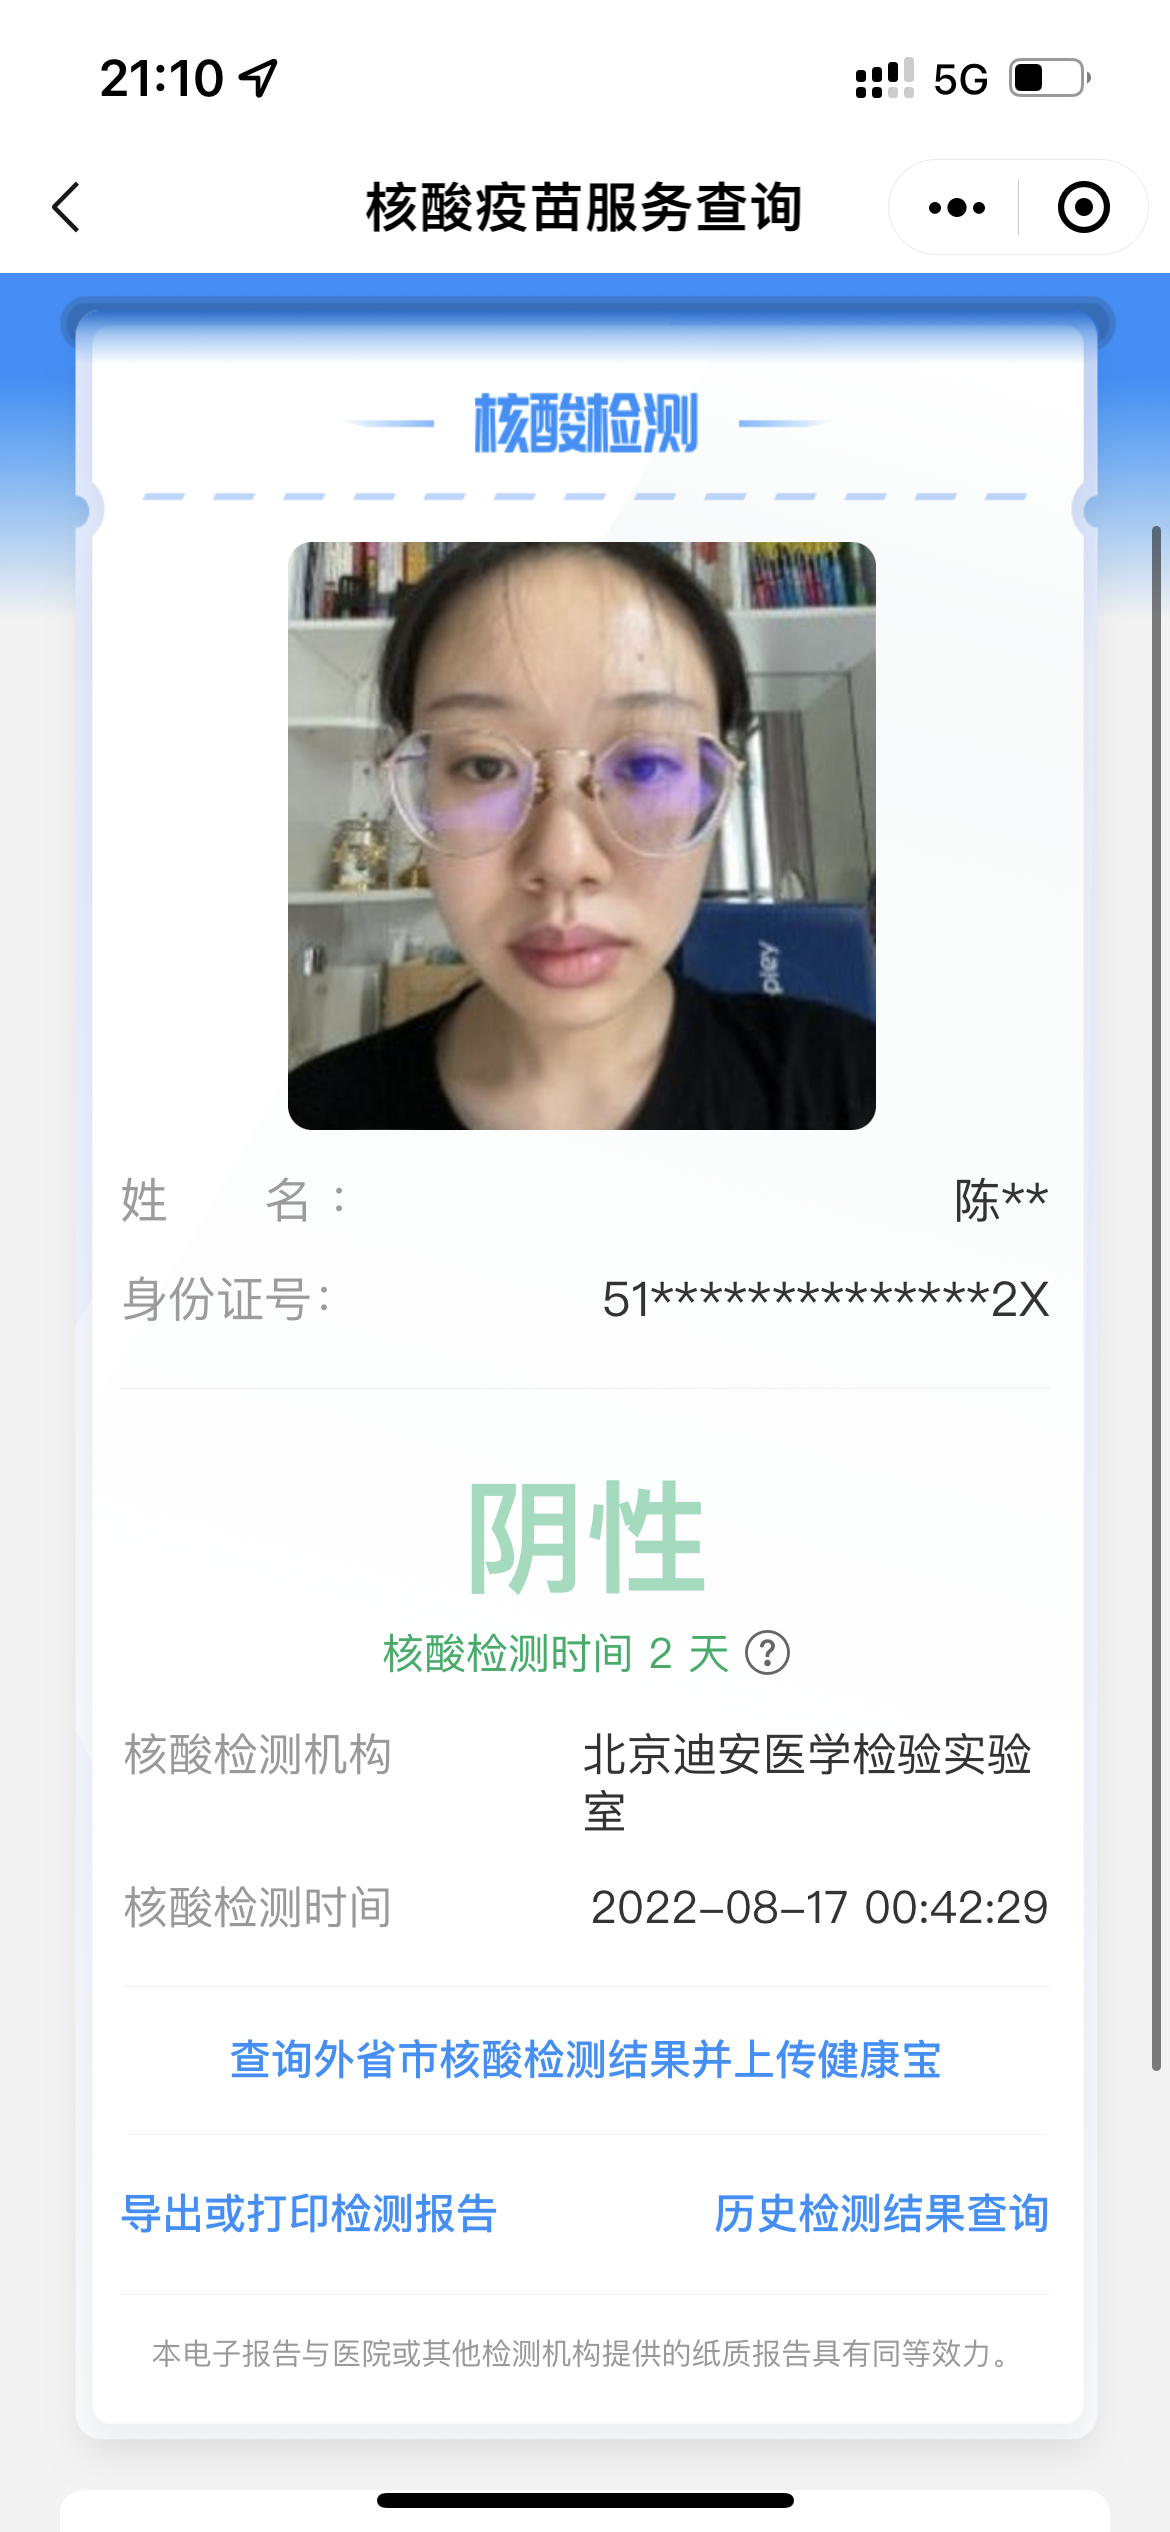 21:10 5G
核酸疫苗服务查询
核酸检测
pley
姓 名：
陈**
身份证号：
51**************2X
阴性
核酸检测时间 2 天 ?
核酸检测机构
北京迪安医学检验实验
室
核酸检测时间
2022-08-17 00:42:29
查询外省市核酸检测结果并上传健康宝
导出或打印检测报告
历史检测结果查询
本电子报告与医院或其他检测机构提供的纸质报告具有同等效力。